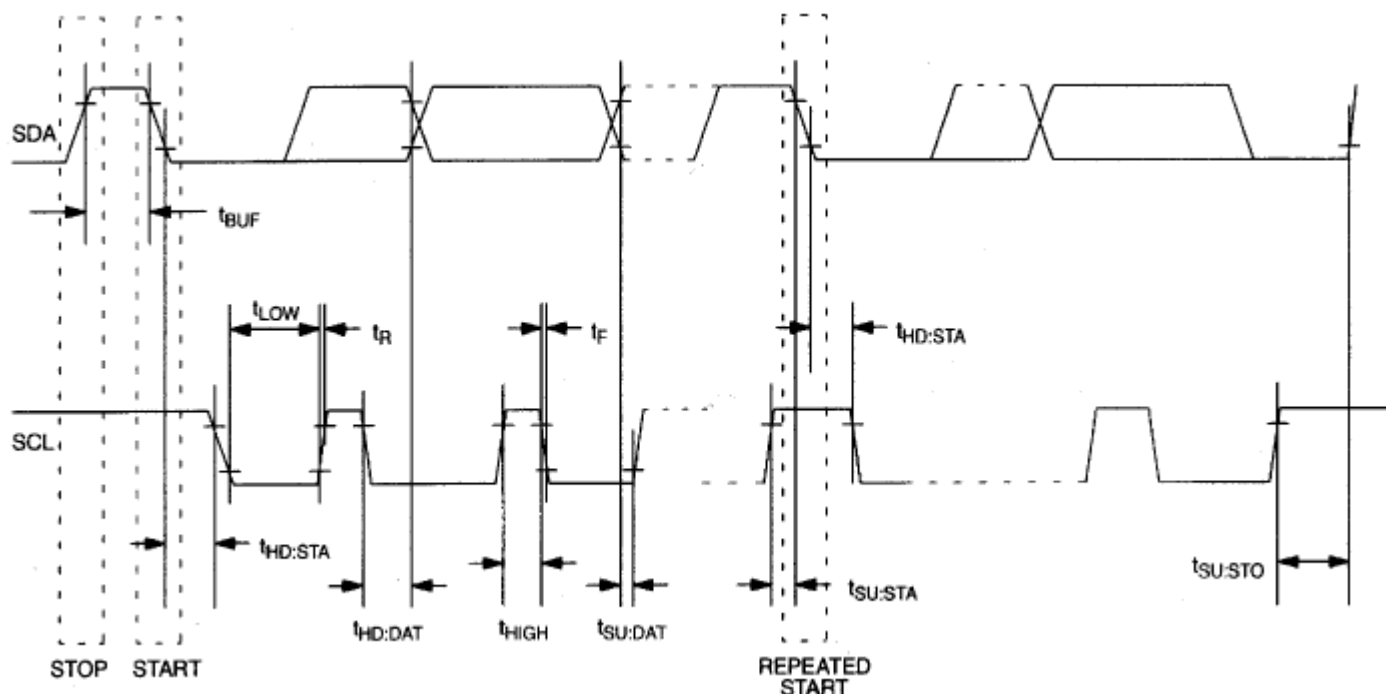 SDA
tBUF
tLOW
tR
tF
tHD:STA
SCL
tHD:STA
tSU:STA
tSU:STO
tHD:DAT
tHIGH
tSU:DAT
STOP
START
REPEATED
START